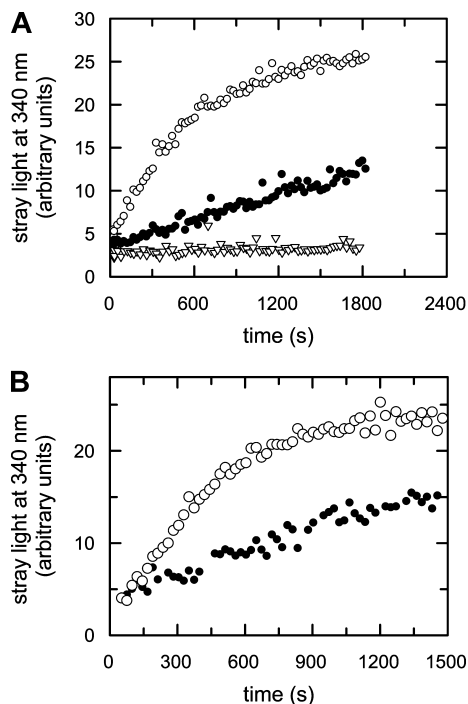 A
30
25
20
15
10
5
0
stray light at 340 nm
(arbitrary units)
0 600 1200 1800 2400
time (s)
B
20
10
0
stray light at 340 nm
(arbitrary units)
0 300 600 900 1200 1500
time (s)